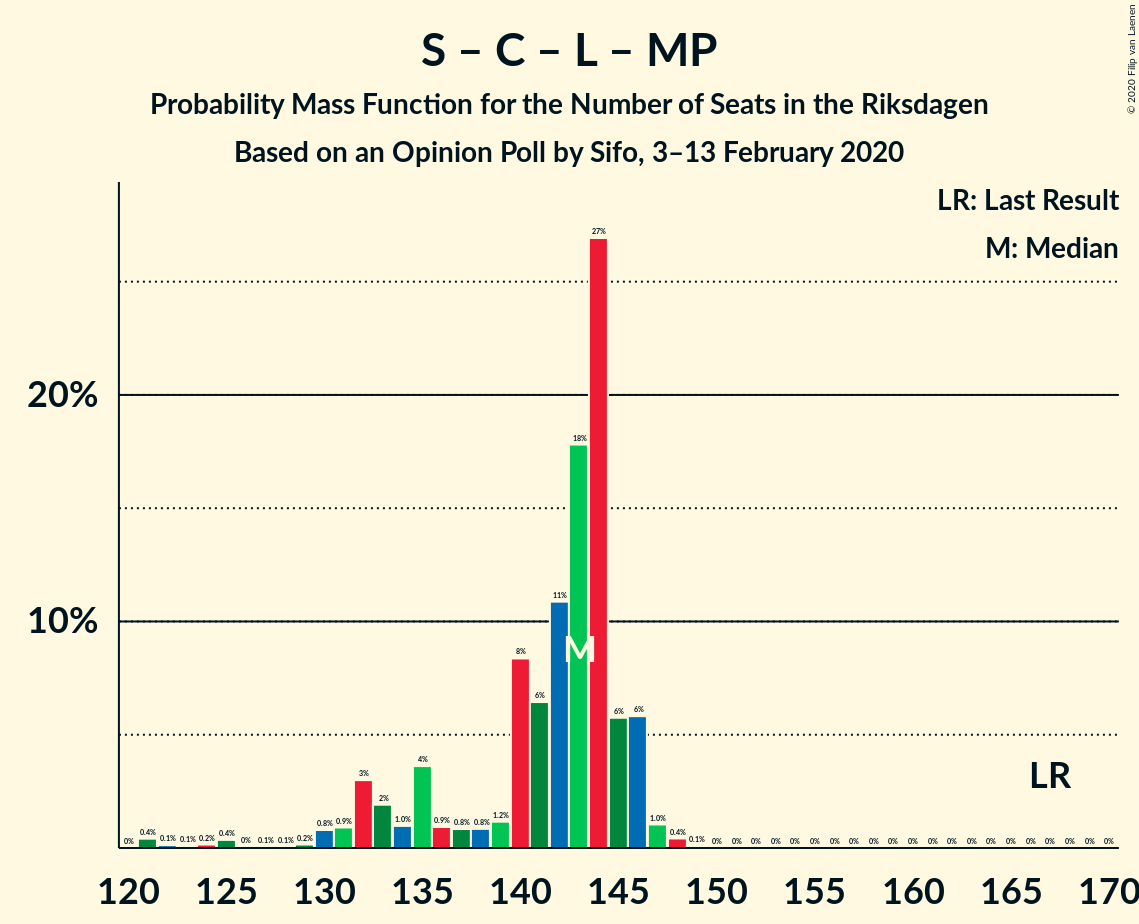 S – C – L – MP
Probability Mass Function for the Number of Seats in the Riksdagen
Based on an Opinion Poll by Sifo, 3–13 February 2020
© 2020 Filip van Laenen
LR: Last Result
M: Median
20%
10%
0% 0.4% 0.1% 0.1% 0.2% 0.4% 0% 0.1% 0.1% 0.2% 0.8% 0.9% 3% 2% 1.0% 4% 0.9% 0.8% 0.8% 1.2% 8% 6% 11% 18% 27% 6% 6% 1.0% 0.4% 0.1% 0% 0% 0% 0% 0% 0% 0% 0% 0% 0% 0% 0% 0% 0% 0% 0% 0% 0% 0% 0% 0%
M
LR
120 125 130 135 140 145 150 155 160 165 170